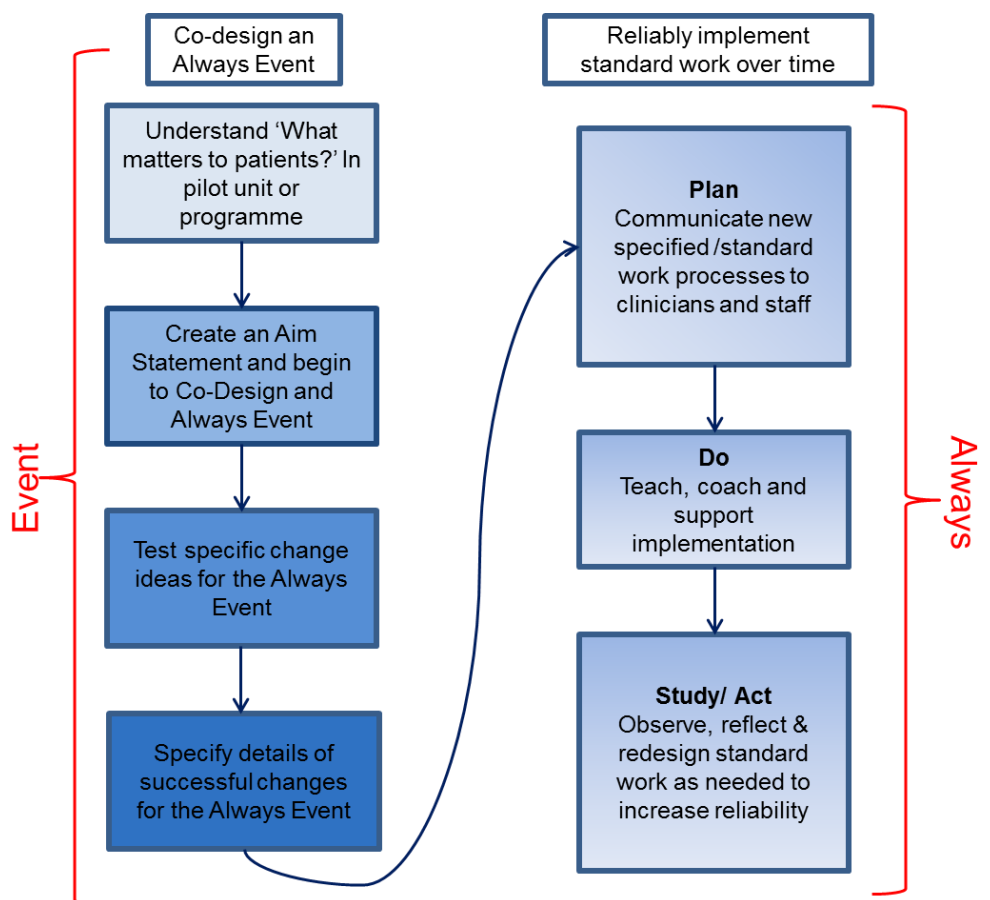 Co-design an
Always Event
Understand ‘What
matters to patients?’ In
pilot unit or
programme
Create an Aim
Statement and begin
to Co-Design and
Always Event
Test specific change
ideas for the Always
Event
Specify details of
successful changes
for the Always Event
Event
Reliably implement
standard work over time
Plan
Communicate new
specified /standard
work processes to
clinicians and staff
Do
Teach, coach and
support
implementation
Study/ Act
Observe, reflect &
redesign standard
work as needed to
increase reliability
Always